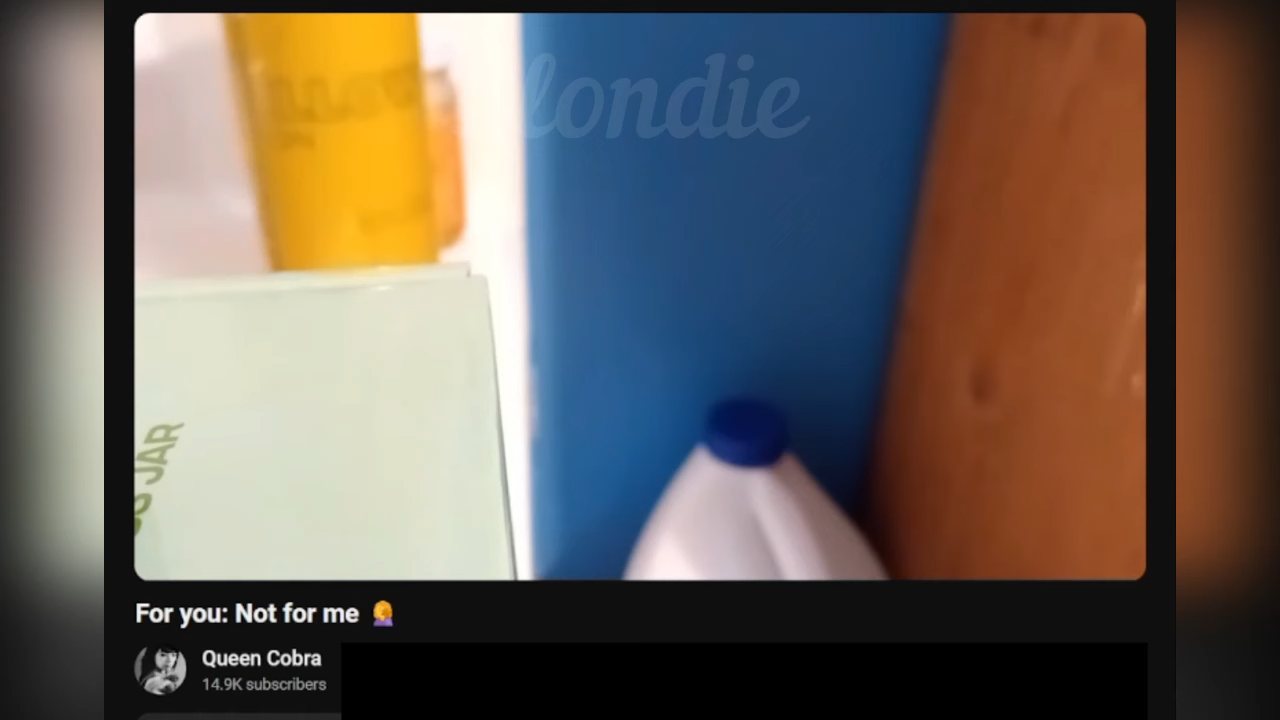 londie
JAR
For you: Not for me 🤦‍♀️
Queen Cobra
14.9K subscribers